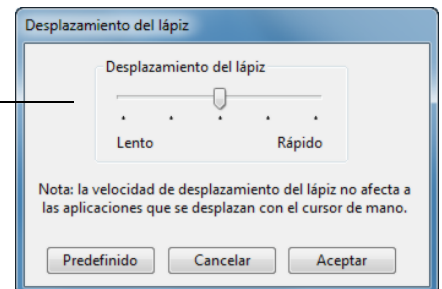 Desplazamiento del lápiz
Desplazamiento del lápiz
Lento Rápido
Nota: la velocidad de desplazamiento del lápiz no afecta a
las aplicaciones que se desplazan con el cursor de mano.
Predefinido Cancelar Aceptar